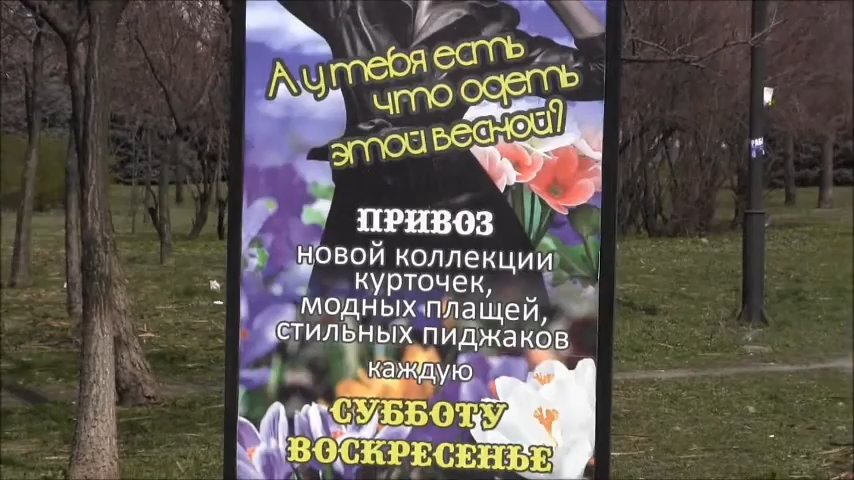 А у тебя есть
что одеть
этой весной?
ПРИВОЗ
новой коллекции
курточек,
модных плащей,
стильных пиджаков
каждую
СУББОТУ
ВОСКРЕСЕНЬЕ